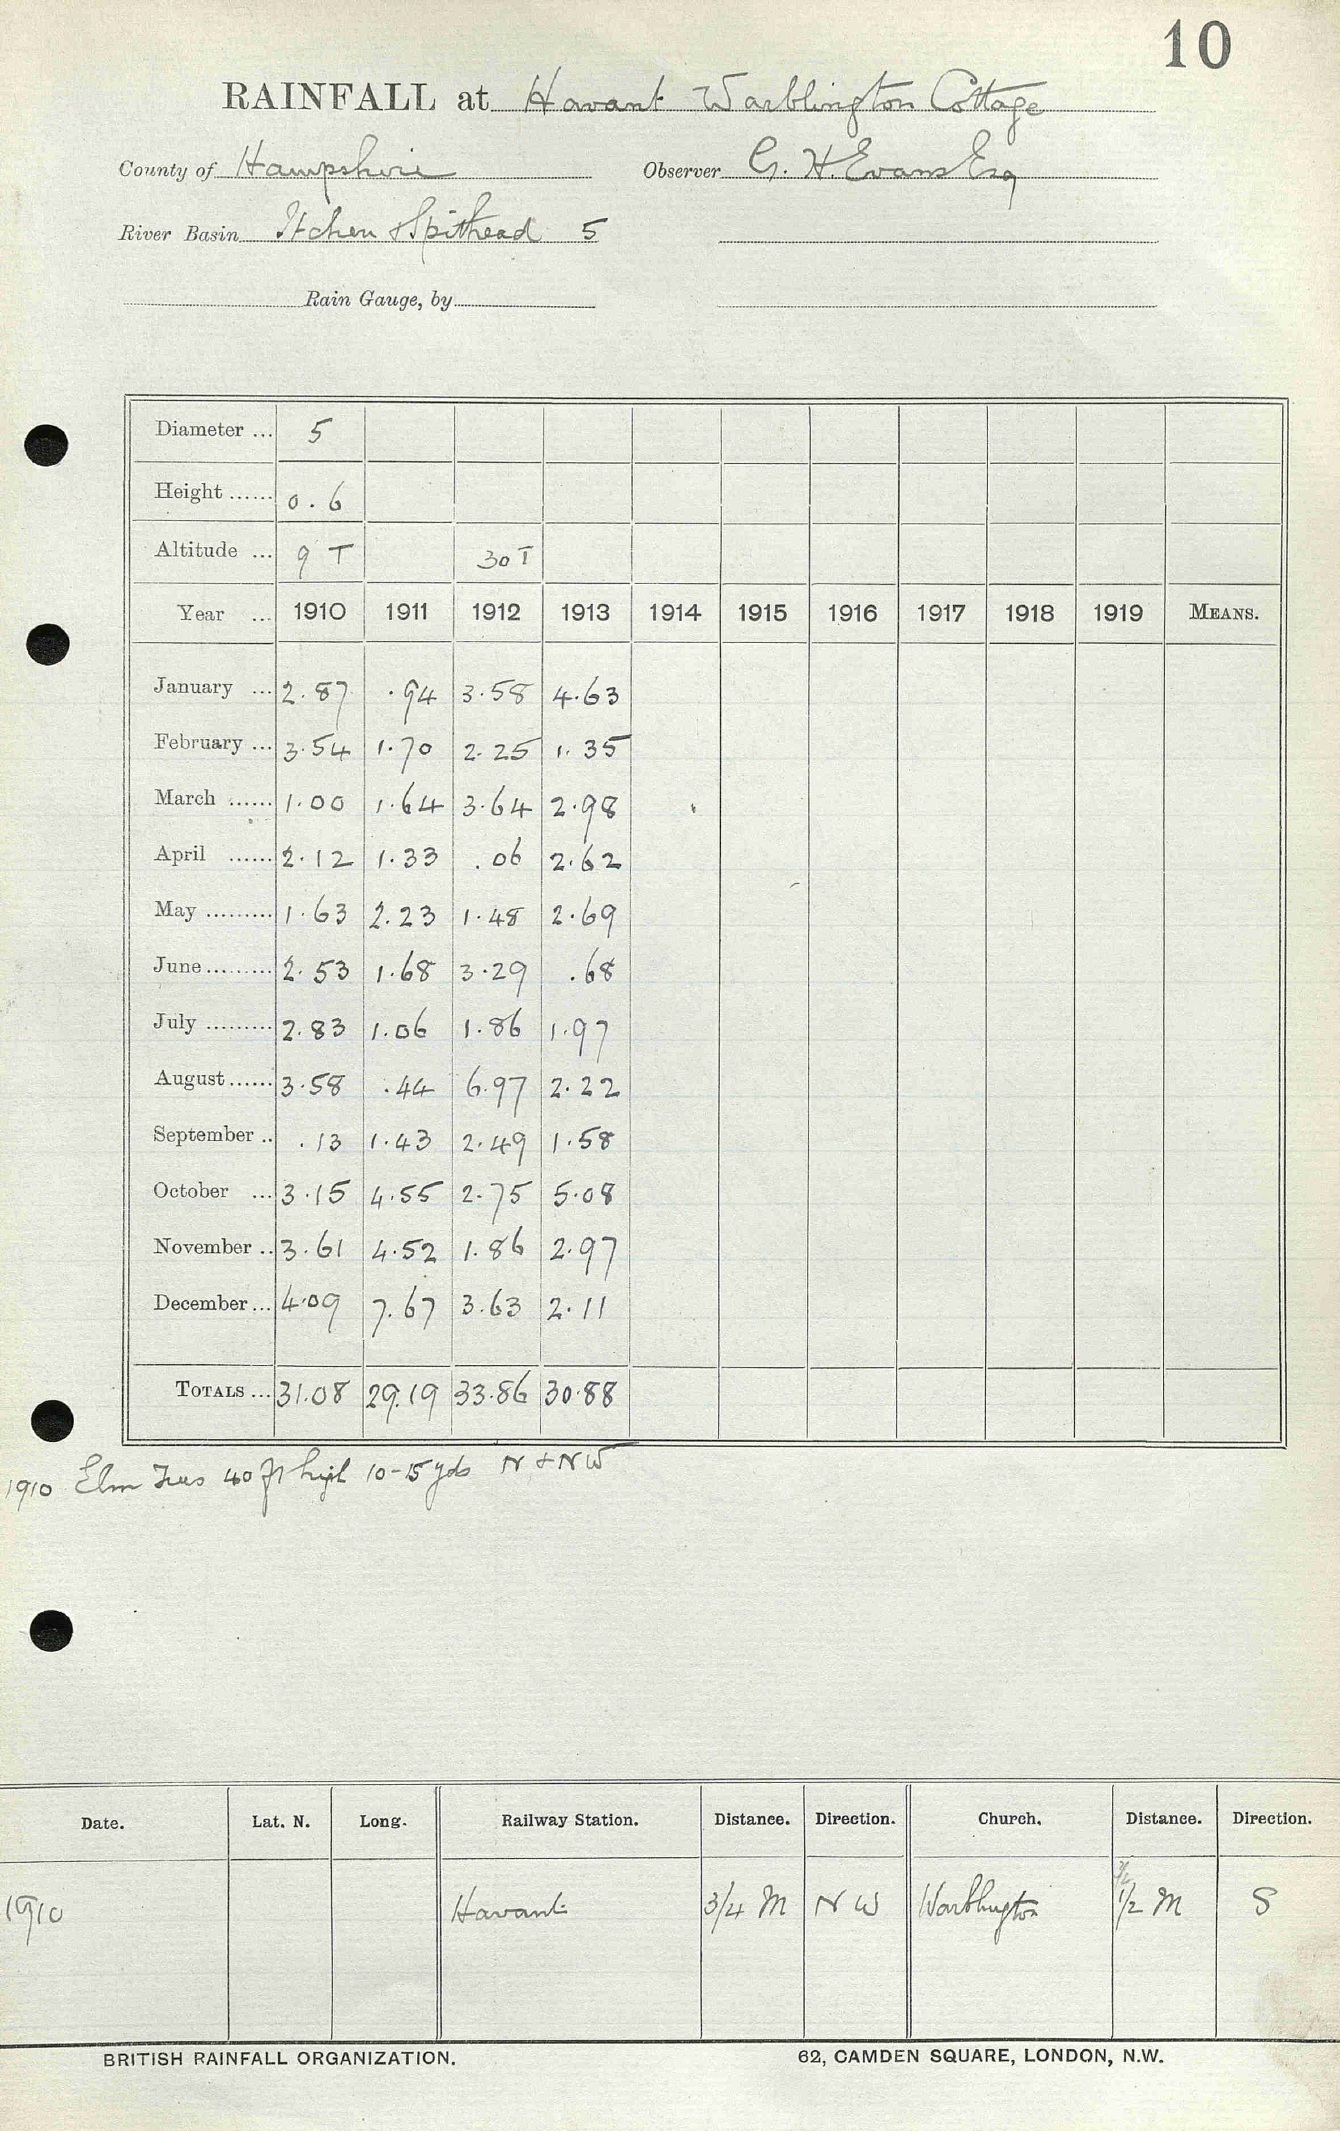 10
RAINFALL at Havant Warblington Cottage
County of Hampshire Observer G. H. Evans Esq
River Basin Itchen & Spithead 5
Rain Gauge, by
Diameter ... 5
Height ...... 0.6
Altitude ... 9 T 30 T
Year ... 1910 1911 1912 1913 1914 1915 1916 1917 1918 1919 MEANS.
January ... 2.87 .94 3.58 4.63
February ... 3.54 1.70 2.25 1.35
March ...... 1.00 1.64 3.64 2.98
April ...... 2.12 1.33 .06 2.62
May ......... 1.63 2.23 1.48 2.69
June ......... 2.53 1.68 3.29 .68
July ......... 2.83 1.06 1.86 1.97
August ...... 3.58 .44 6.97 2.22
September .. .13 1.43 2.49 1.58
October ... 3.15 4.55 2.75 5.08
November .. 3.61 4.52 1.86 2.97
December ... 4.09 7.67 3.63 2.11
TOTALS ... 31.08 29.19 33.86 30.88
1910 Elm Trees 40 ft high 10-15 yds N & NW
Date. Lat. N. Long. Railway Station. Distance. Direction. Church. Distance. Direction.
1910 Havant 3/4 M NW Warblington 1/2 M S
BRITISH RAINFALL ORGANIZATION. 62, CAMDEN SQUARE, LONDON, N.W.